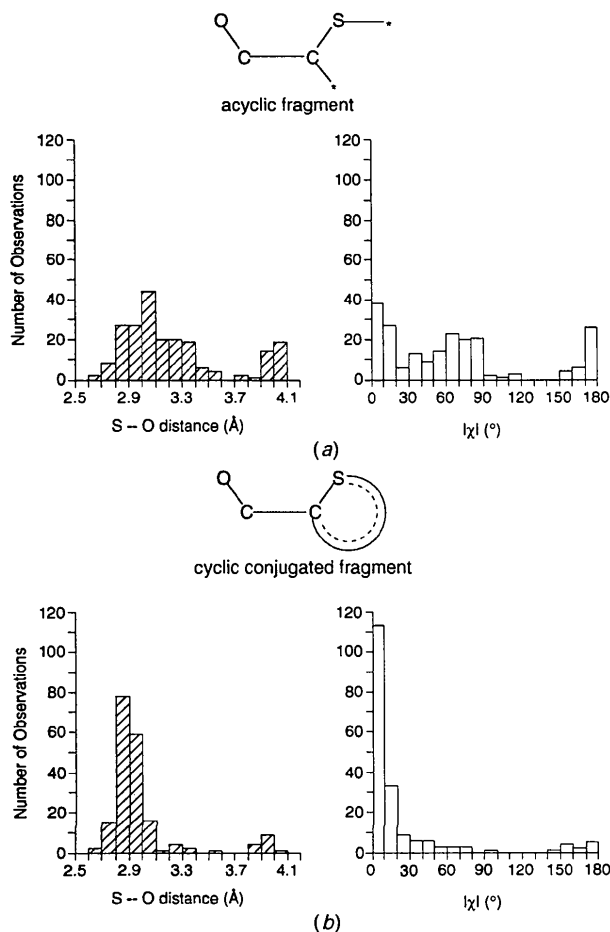 O
S
*
C
C
*
acyclic fragment
Number of Observations
120
100
80
60
40
20
0
2.5 2.9 3.3 3.7 4.1
S -- O distance (Å)
120
100
80
60
40
20
0
0 30 60 90 120 150 180
|χ| (°)
(a)
O
S
C
C
cyclic conjugated fragment
Number of Observations
120
100
80
60
40
20
0
2.5 2.9 3.3 3.7 4.1
S -- O distance (Å)
120
100
80
60
40
20
0
0 30 60 90 120 150 180
|χ| (°)
(b)